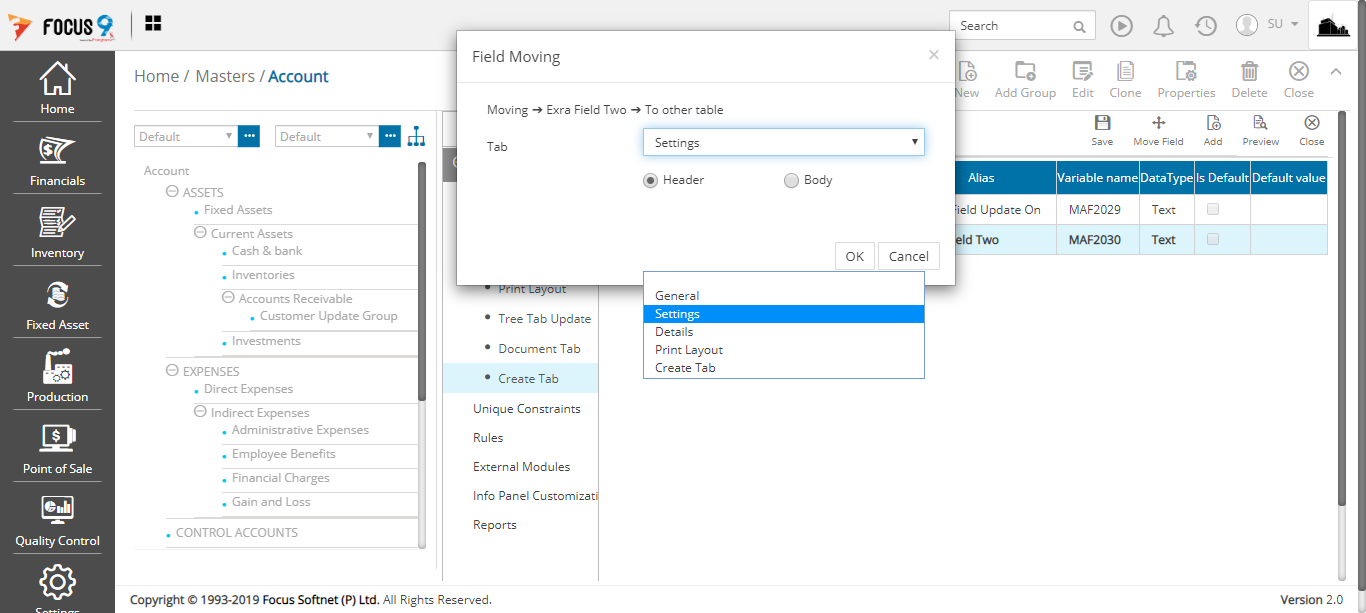 FOCUS 9
Search
SU
Home
Financials
Inventory
Fixed Asset
Production
Point of Sale
Quality Control
Settings
Home / Masters / Account
New
Add Group
Edit
Clone
Properties
Delete
Close
Default
Default
Account
ASSETS
Fixed Assets
Current Assets
Cash & bank
Inventories
Accounts Receivable
Customer Update Group
Investments
EXPENSES
Direct Expenses
Indirect Expenses
Administrative Expenses
Employee Benefits
Financial Charges
Gain and Loss
CONTROL ACCOUNTS
Field Moving
Moving → Exra Field Two → To other table
Tab
Settings
Header
Body
OK
Cancel
General
Settings
Details
Print Layout
Create Tab
Print Layout
Tree Tab Update
Document Tab
Create Tab
Unique Constraints
Rules
External Modules
Info Panel Customizati
Reports
Save
Move Field
Add
Preview
Close
Alias Variable name DataType Is Default Default value
Field Update On MAF2029 Text
eld Two MAF2030 Text
Copyright © 1993-2019 Focus Softnet (P) Ltd. All Rights Reserved.
Version 2.0